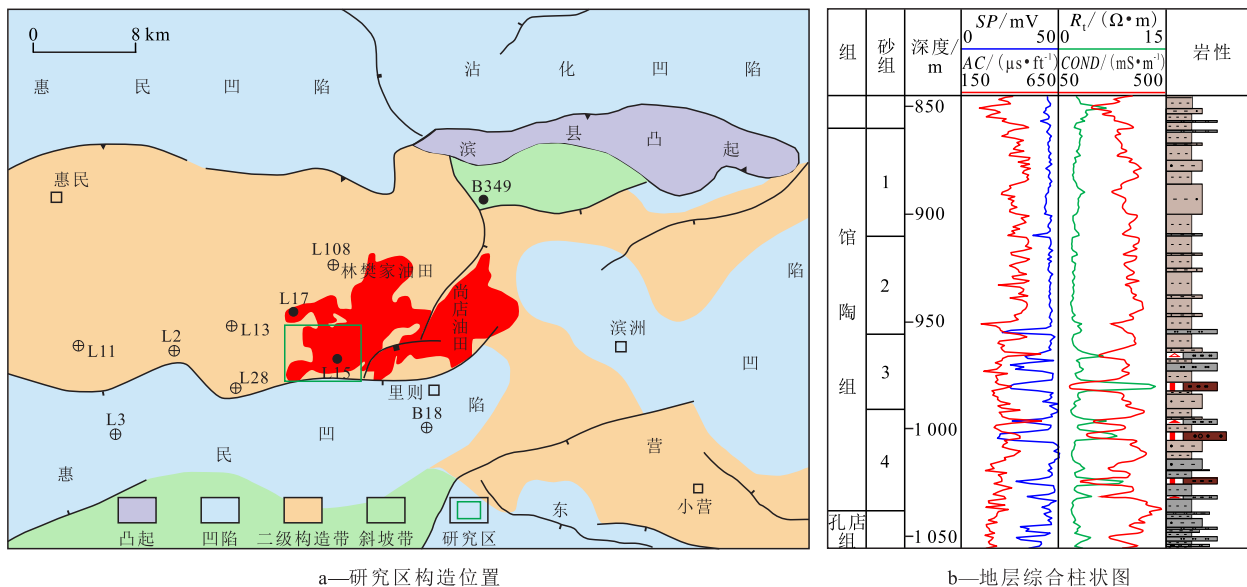 0 8 km
惠 民 凹 陷
沾 化 凹 陷
滨 县 凸 起
惠民
B349
L108
林樊家油田
L17
尚店油田
L13
L11
L2
L15
L28
滨洲
凹 陷
里则
L3
B18
惠 民 凹 陷
东 营
小营
凸起
凹陷
二级构造带
斜坡带
研究区
a—研究区构造位置
组
砂组
深度/m
SP/mV
0 50
AC/(μs•ft⁻¹)
150 650
Rt/(Ω•m)
0 15
COND/(mS•m⁻¹)
50 500
岩性
馆 陶 组
孔店组
1
2
3
4
850
900
950
1 000
1 050
b—地层综合柱状图